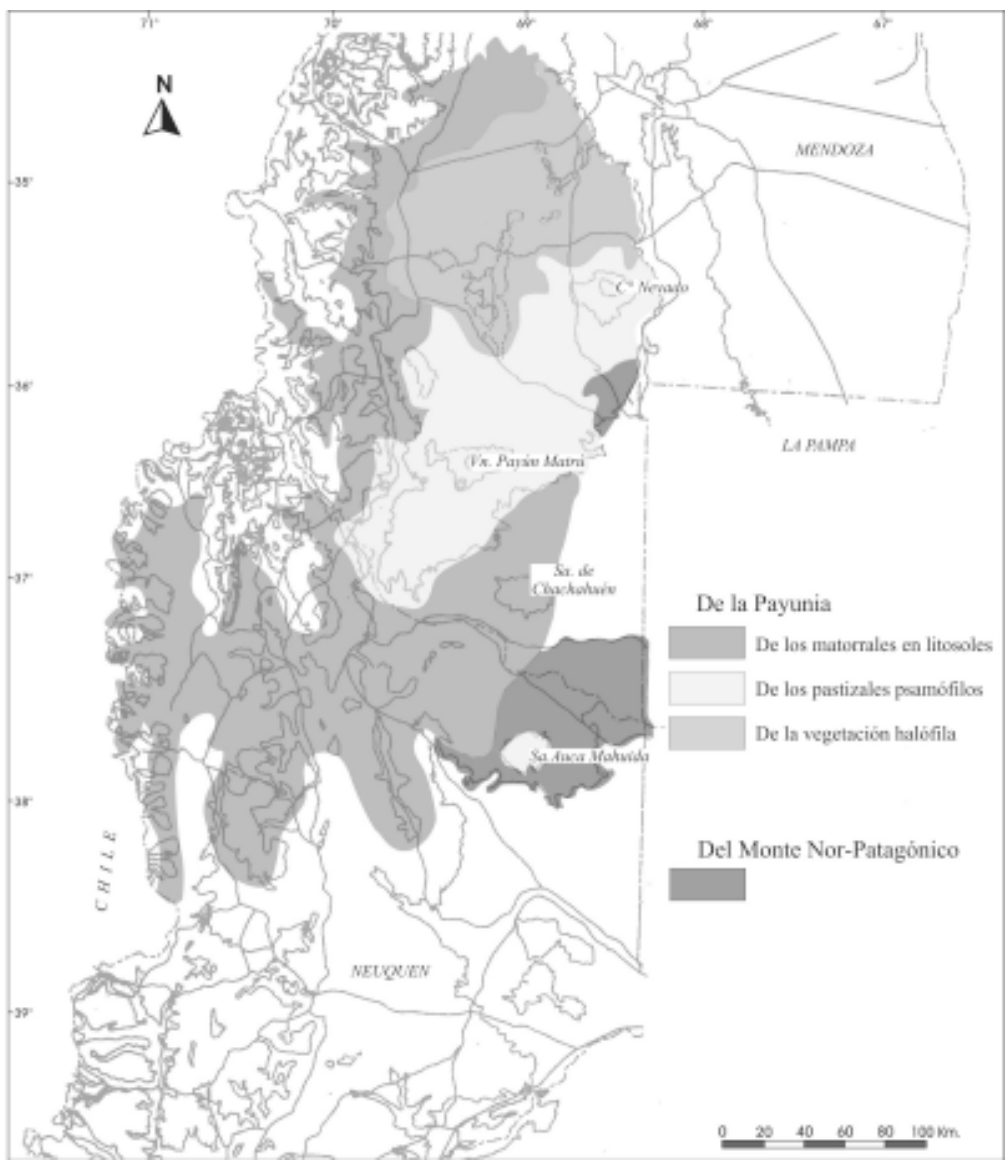 71°
70°
69°
68°
67°
N
MENDOZA
35°
C° Nevado
36°
LA PAMPA
Vn. Payún Matrú
Sa. de
Chachahuén
37°
De la Payunia
De los matorrales en litosoles
De los pastizales psamófilos
De la vegetación halófila
Sa. Auca Mahuida
38°
Del Monte Nor-Patagónico
CHILE
NEUQUEN
39°
0 20 40 60 80 100 Km.